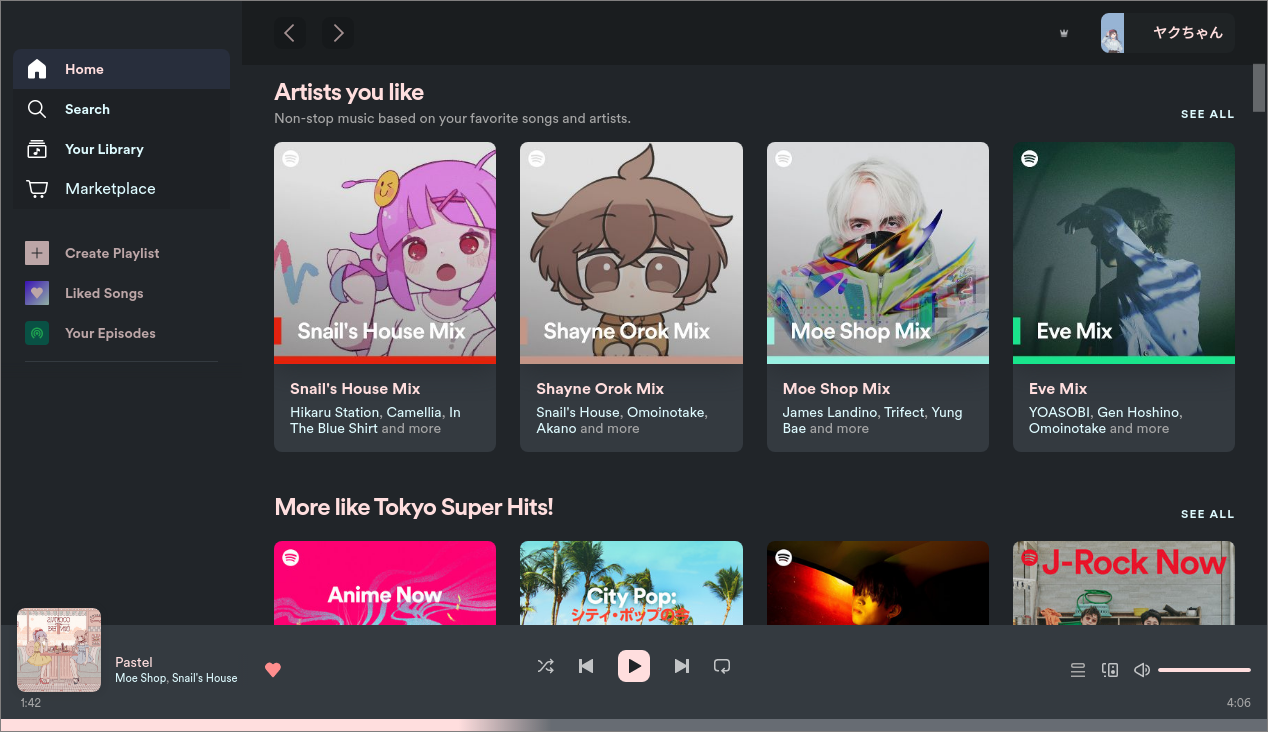 ヤクちゃん
Home
Search
Your Library
Marketplace
Create Playlist
Liked Songs
Your Episodes
Artists you like
Non-stop music based on your favorite songs and artists.
SEE ALL
Snail's House Mix
Snail's House Mix
Hikaru Station, Camellia, In
The Blue Shirt and more
Shayne Orok Mix
Shayne Orok Mix
Snail's House, Omoinotake,
Akano and more
Moe Shop Mix
Moe Shop Mix
James Landino, Trifect, Yung
Bae and more
Eve Mix
Eve Mix
YOASOBI, Gen Hoshino,
Omoinotake and more
More like Tokyo Super Hits!
SEE ALL
Anime Now
City Pop:
シティ・ポップの今
J-Rock Now
Pastel
Moe Shop, Snail's House
1:42
4:06